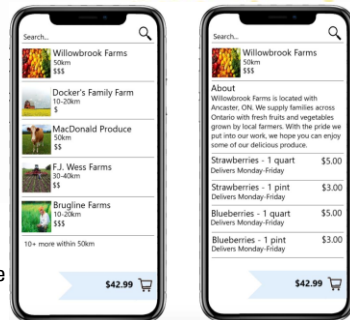 Search...
Willowbrook Farms
50km
$$$
Docker's Family Farm
10-20km
$
MacDonald Produce
50km
$$
F.J. Wess Farms
30-40km
$$
Brugline Farms
10-20km
$$$
10+ more within 50km
$42.99
Search...
Willowbrook Farms
50km
$$$
About
Willowbrook Farms is located with
Ancaster, ON. We supply families across
Ontario with fresh fruits and vegetables
grown by local farmers. With the pride we
put into our work, we hope you can enjoy
some of our delicious produce.
Strawberries - 1 quart $5.00
Delivers Monday-Friday
Strawberries - 1 pint $3.00
Delivers Monday-Friday
Blueberries - 1 quart $5.00
Delivers Monday-Friday
Blueberries - 1 pint $3.00
Delivers Monday-Friday
$42.99